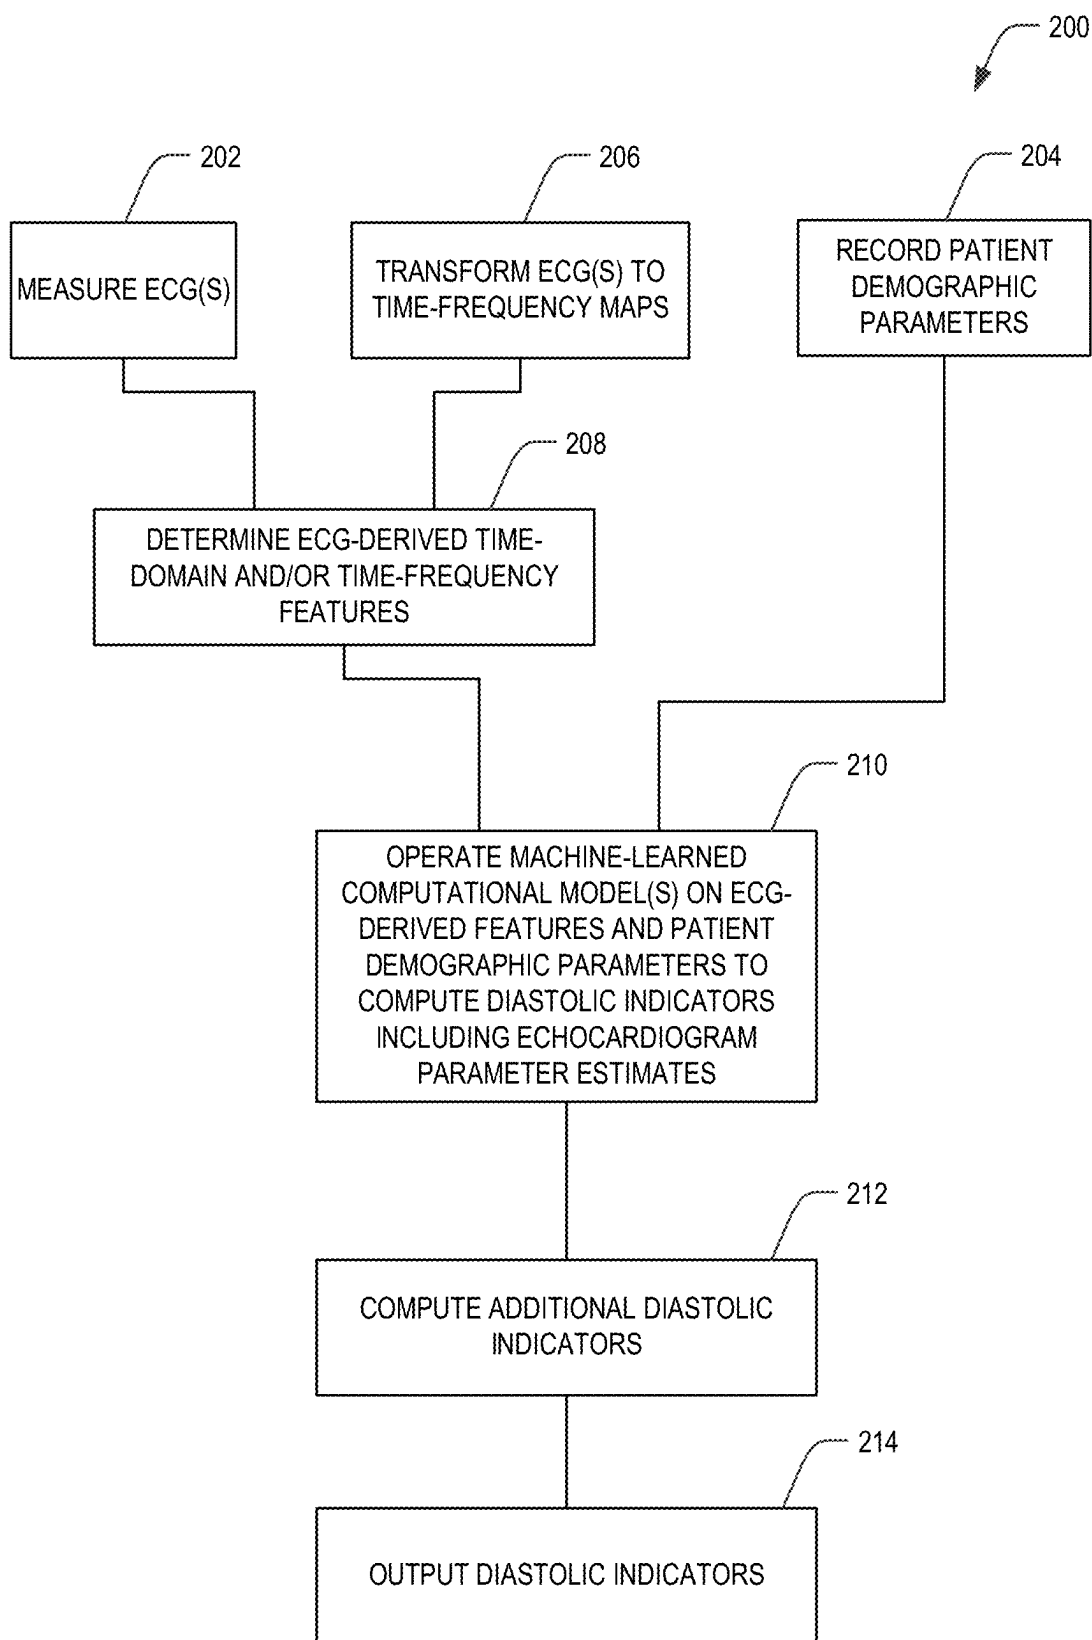 200
202
206
204
MEASURE ECG(S)
TRANSFORM ECG(S) TO
TIME-FREQUENCY MAPS
RECORD PATIENT
DEMOGRAPHIC
PARAMETERS
208
DETERMINE ECG-DERIVED TIME-
DOMAIN AND/OR TIME-FREQUENCY
FEATURES
210
OPERATE MACHINE-LEARNED
COMPUTATIONAL MODEL(S) ON ECG-
DERIVED FEATURES AND PATIENT
DEMOGRAPHIC PARAMETERS TO
COMPUTE DIASTOLIC INDICATORS
INCLUDING ECHOCARDIOGRAM
PARAMETER ESTIMATES
212
COMPUTE ADDITIONAL DIASTOLIC
INDICATORS
214
OUTPUT DIASTOLIC INDICATORS